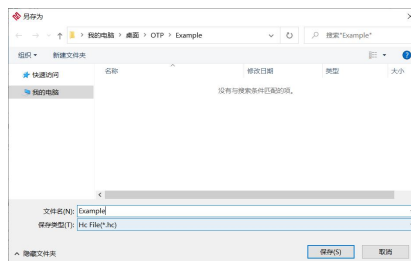 另存为
我的电脑 > 桌面 > OTP > Example
搜索"Example"
组织 新建文件夹
快速访问
我的电脑
名称 修改日期 类型 大小
没有与搜索条件匹配的项。
文件名(N): Example
保存类型(T): Hc File(*.hc)
隐藏文件夹 保存(S) 取消